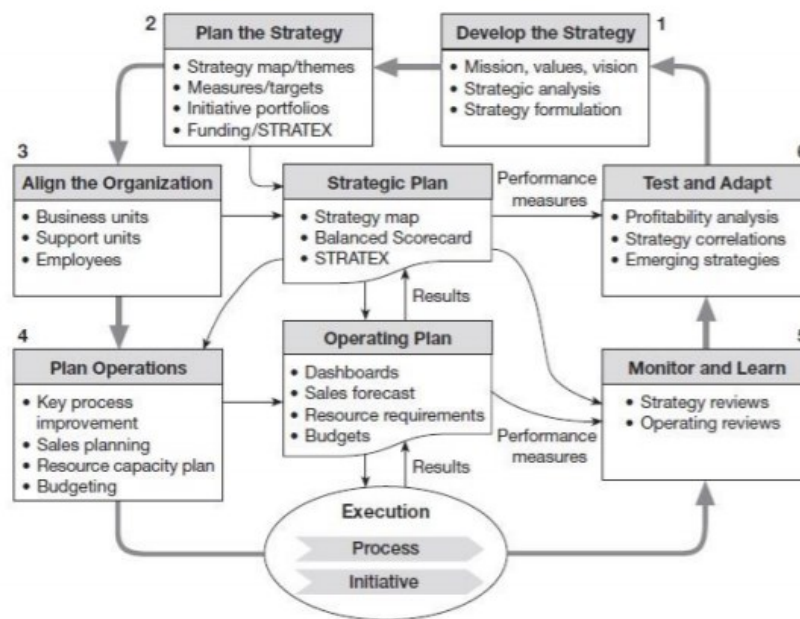 2
Plan the Strategy
• Strategy map/themes
• Measures/targets
• Initiative portfolios
• Funding/STRATEX
1
Develop the Strategy
• Mission, values, vision
• Strategic analysis
• Strategy formulation
3
Align the Organization
• Business units
• Support units
• Employees
Strategic Plan
• Strategy map
• Balanced Scorecard
• STRATEX
Performance
measures
6
Test and Adapt
• Profitability analysis
• Strategy correlations
• Emerging strategies
Results
4
Plan Operations
• Key process
improvement
• Sales planning
• Resource capacity plan
• Budgeting
Operating Plan
• Dashboards
• Sales forecast
• Resource requirements
• Budgets
Performance
measures
5
Monitor and Learn
• Strategy reviews
• Operating reviews
Results
Execution
Process
Initiative